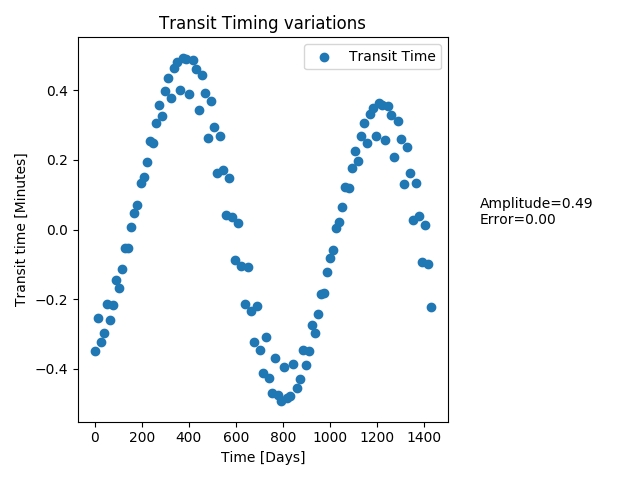 Transit Timing variations
Transit Time
Transit time [Minutes]
0.4
0.2
0.0
−0.2
−0.4
0 200 400 600 800 1000 1200 1400
Time [Days]
Amplitude=0.49
Error=0.00